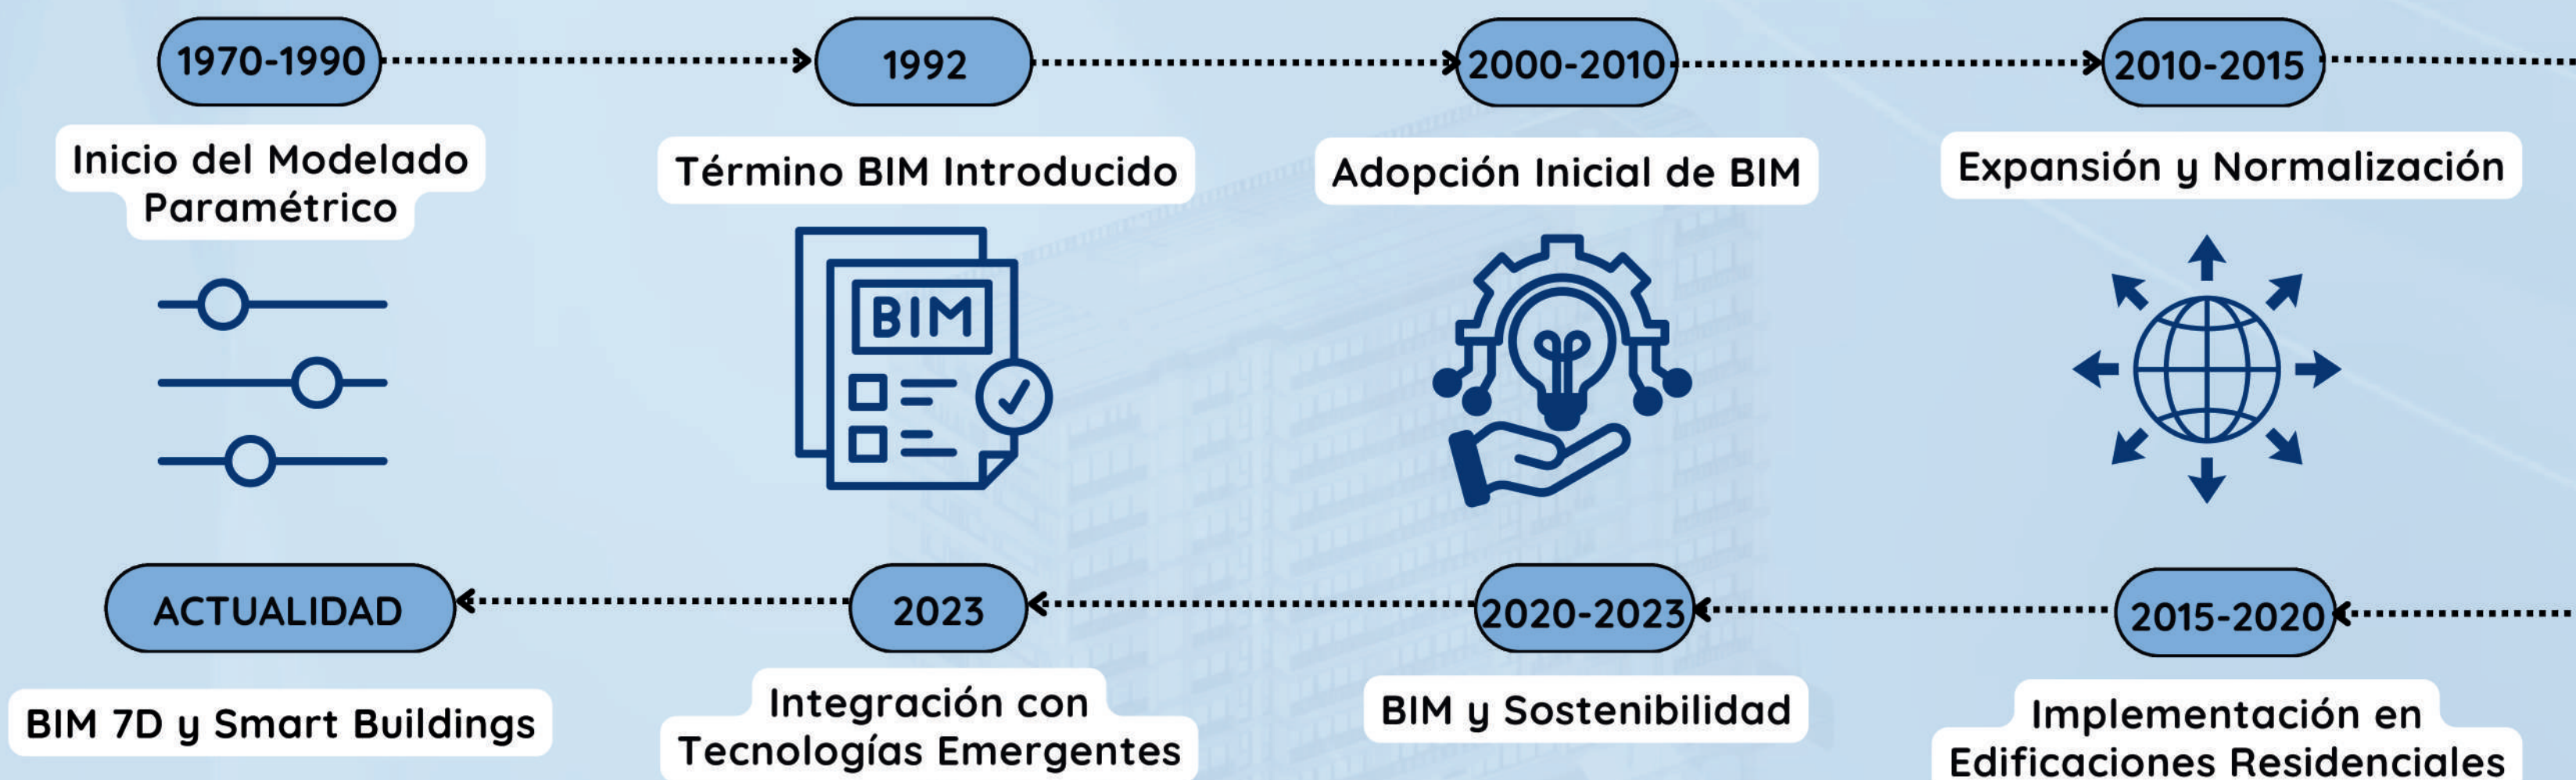 1970-1990
1992
2000-2010
2010-2015
Inicio del Modelado
Paramétrico
Término BIM Introducido
Adopción Inicial de BIM
Expansión y Normalización
BIM
ACTUALIDAD
2023
2020-2023
2015-2020
BIM 7D y Smart Buildings
Integración con
Tecnologías Emergentes
BIM y Sostenibilidad
Implementación en
Edificaciones Residenciales